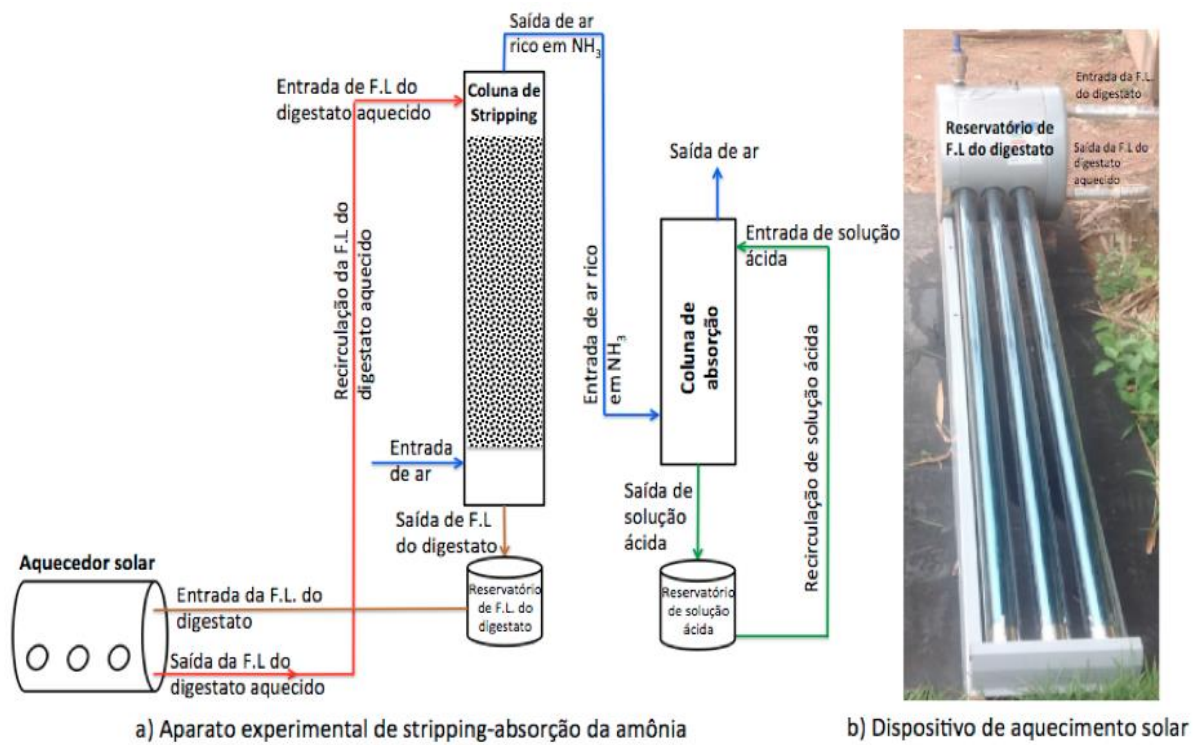 Saída de ar
rico em NH3
Entrada de F.L do
digestato aquecido
Coluna de
Stripping
Recirculação da F.L do
digestato aquecido
Entrada
de ar
Saída de F.L
do digestato
Aquecedor solar
Entrada da F.L. do
digestato
Saída da F.L do
digestato aquecido
Reservatório
de F.L. do
digestato
Entrada de ar rico
em NH3
Saída de ar
Entrada de solução
ácida
Coluna de
absorção
Saída de
solução
ácida
Reservatório
de solução
ácida
Recirculação de solução ácida
a) Aparato experimental de stripping-absorção da amônia
Entrada da F.L.
do digestato
Reservatório de
F.L do digestato
Saída da F.L do
digestato
aquecido
b) Dispositivo de aquecimento solar